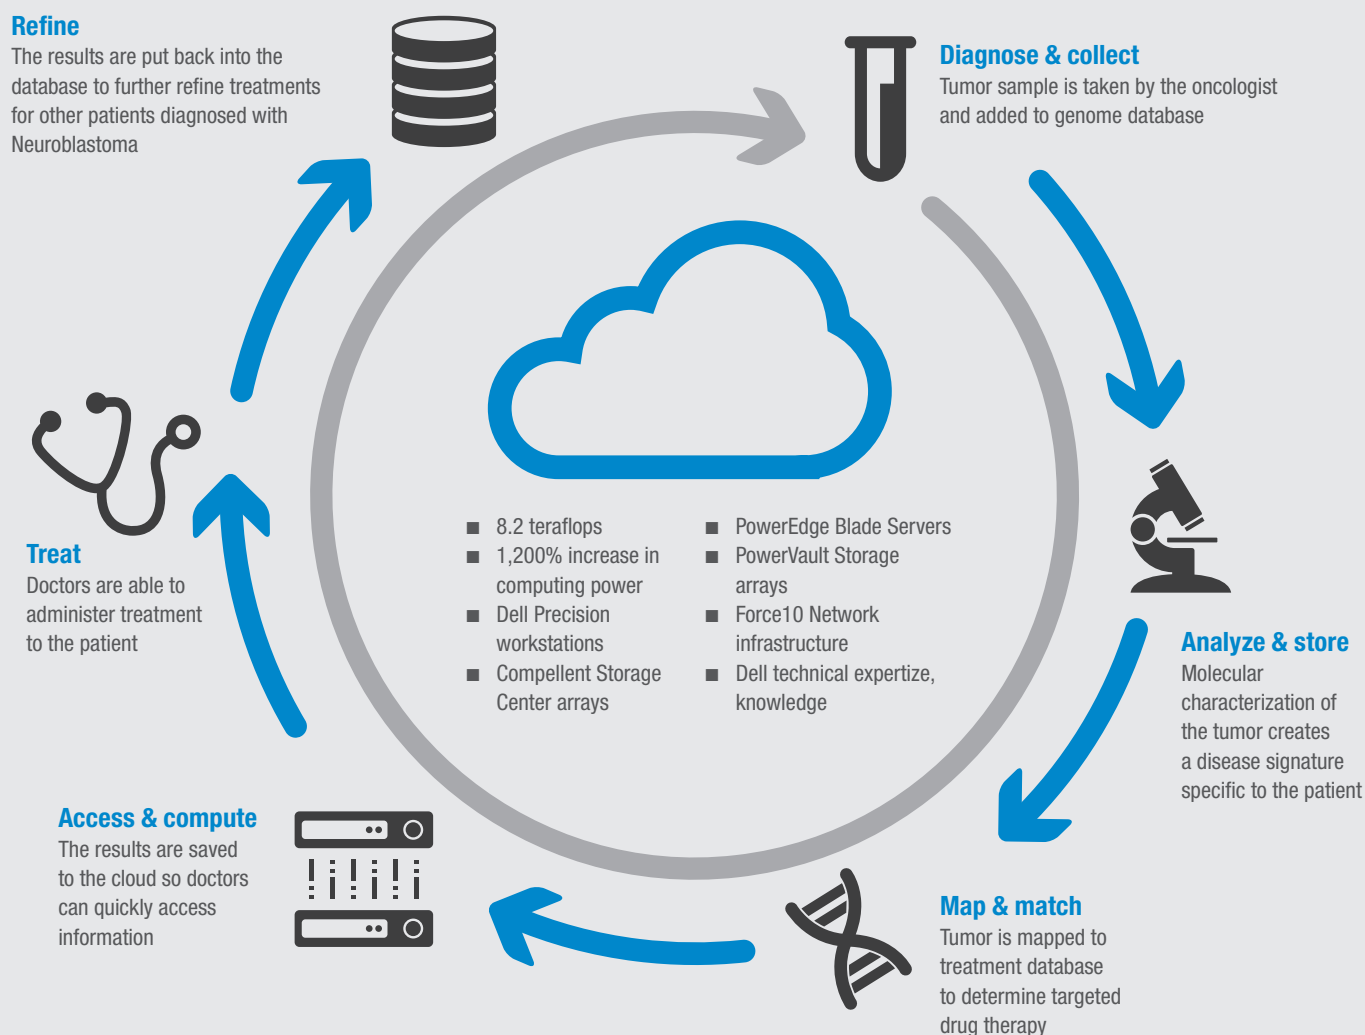 Refine
The results are put back into the
database to further refine treatments
for other patients diagnosed with
Neuroblastoma
Diagnose & collect
Tumor sample is taken by the oncologist
and added to genome database
■ 8.2 teraflops
■ 1,200% increase in
computing power
■ Dell Precision
workstations
■ Compellent Storage
Center arrays
■ PowerEdge Blade Servers
■ PowerVault Storage
arrays
■ Force10 Network
infrastructure
■ Dell technical expertize,
knowledge
Treat
Doctors are able to
administer treatment
to the patient
Analyze & store
Molecular
characterization of
the tumor creates
a disease signature
specific to the patient
Access & compute
The results are saved
to the cloud so doctors
can quickly access
information
Map & match
Tumor is mapped to
treatment database
to determine targeted
drug therapy